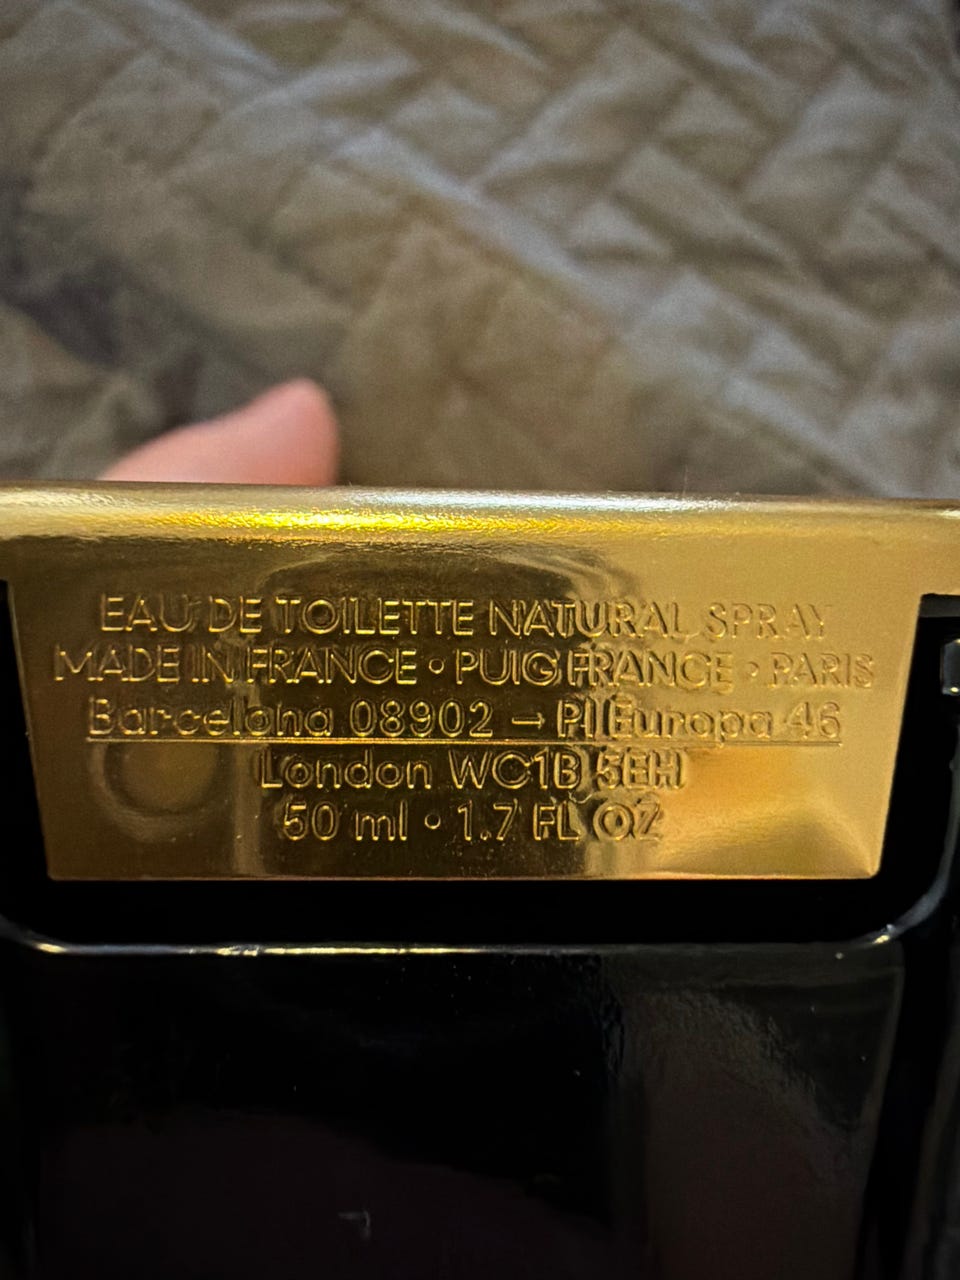 EAU DE TOILETTE NATURAL SPRAY
MADE IN FRANCE • PUIG FRANCE • PARIS
Barcelona 08902 – Pl Europa 46
London WC1B 5EH
50 ml • 1.7 FL OZ